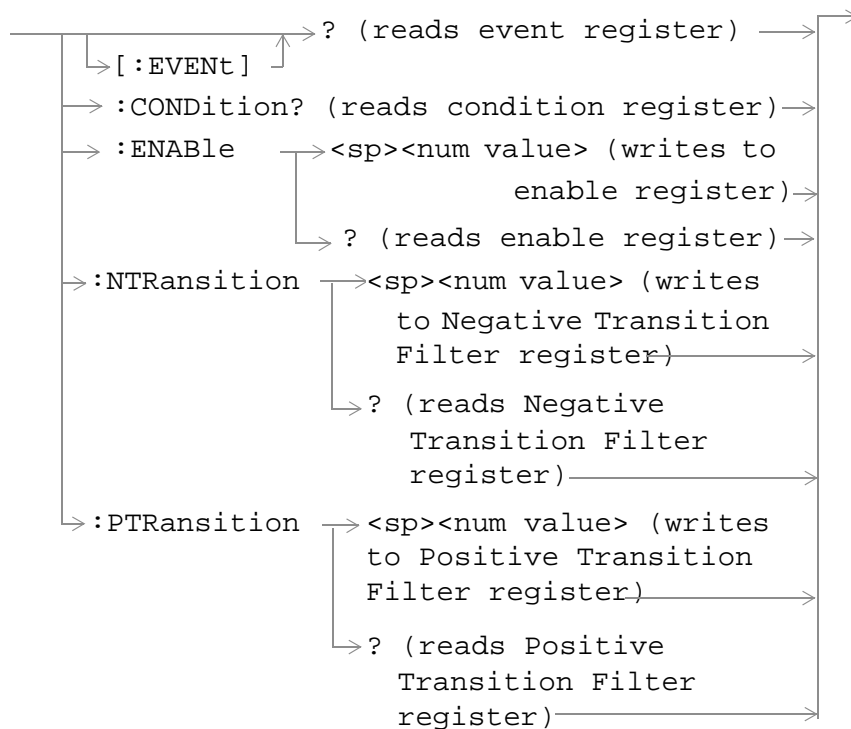 ? (reads event register)
[:EVENt]
:CONDition? (reads condition register)
:ENABle <sp><num value> (writes to
enable register)
? (reads enable register)
:NTRansition <sp><num value> (writes
to Negative Transition
Filter register)
? (reads Negative
Transition Filter
register)
:PTRansition <sp><num value> (writes
to Positive Transition
Filter register)
? (reads Positive
Transition Filter
register)